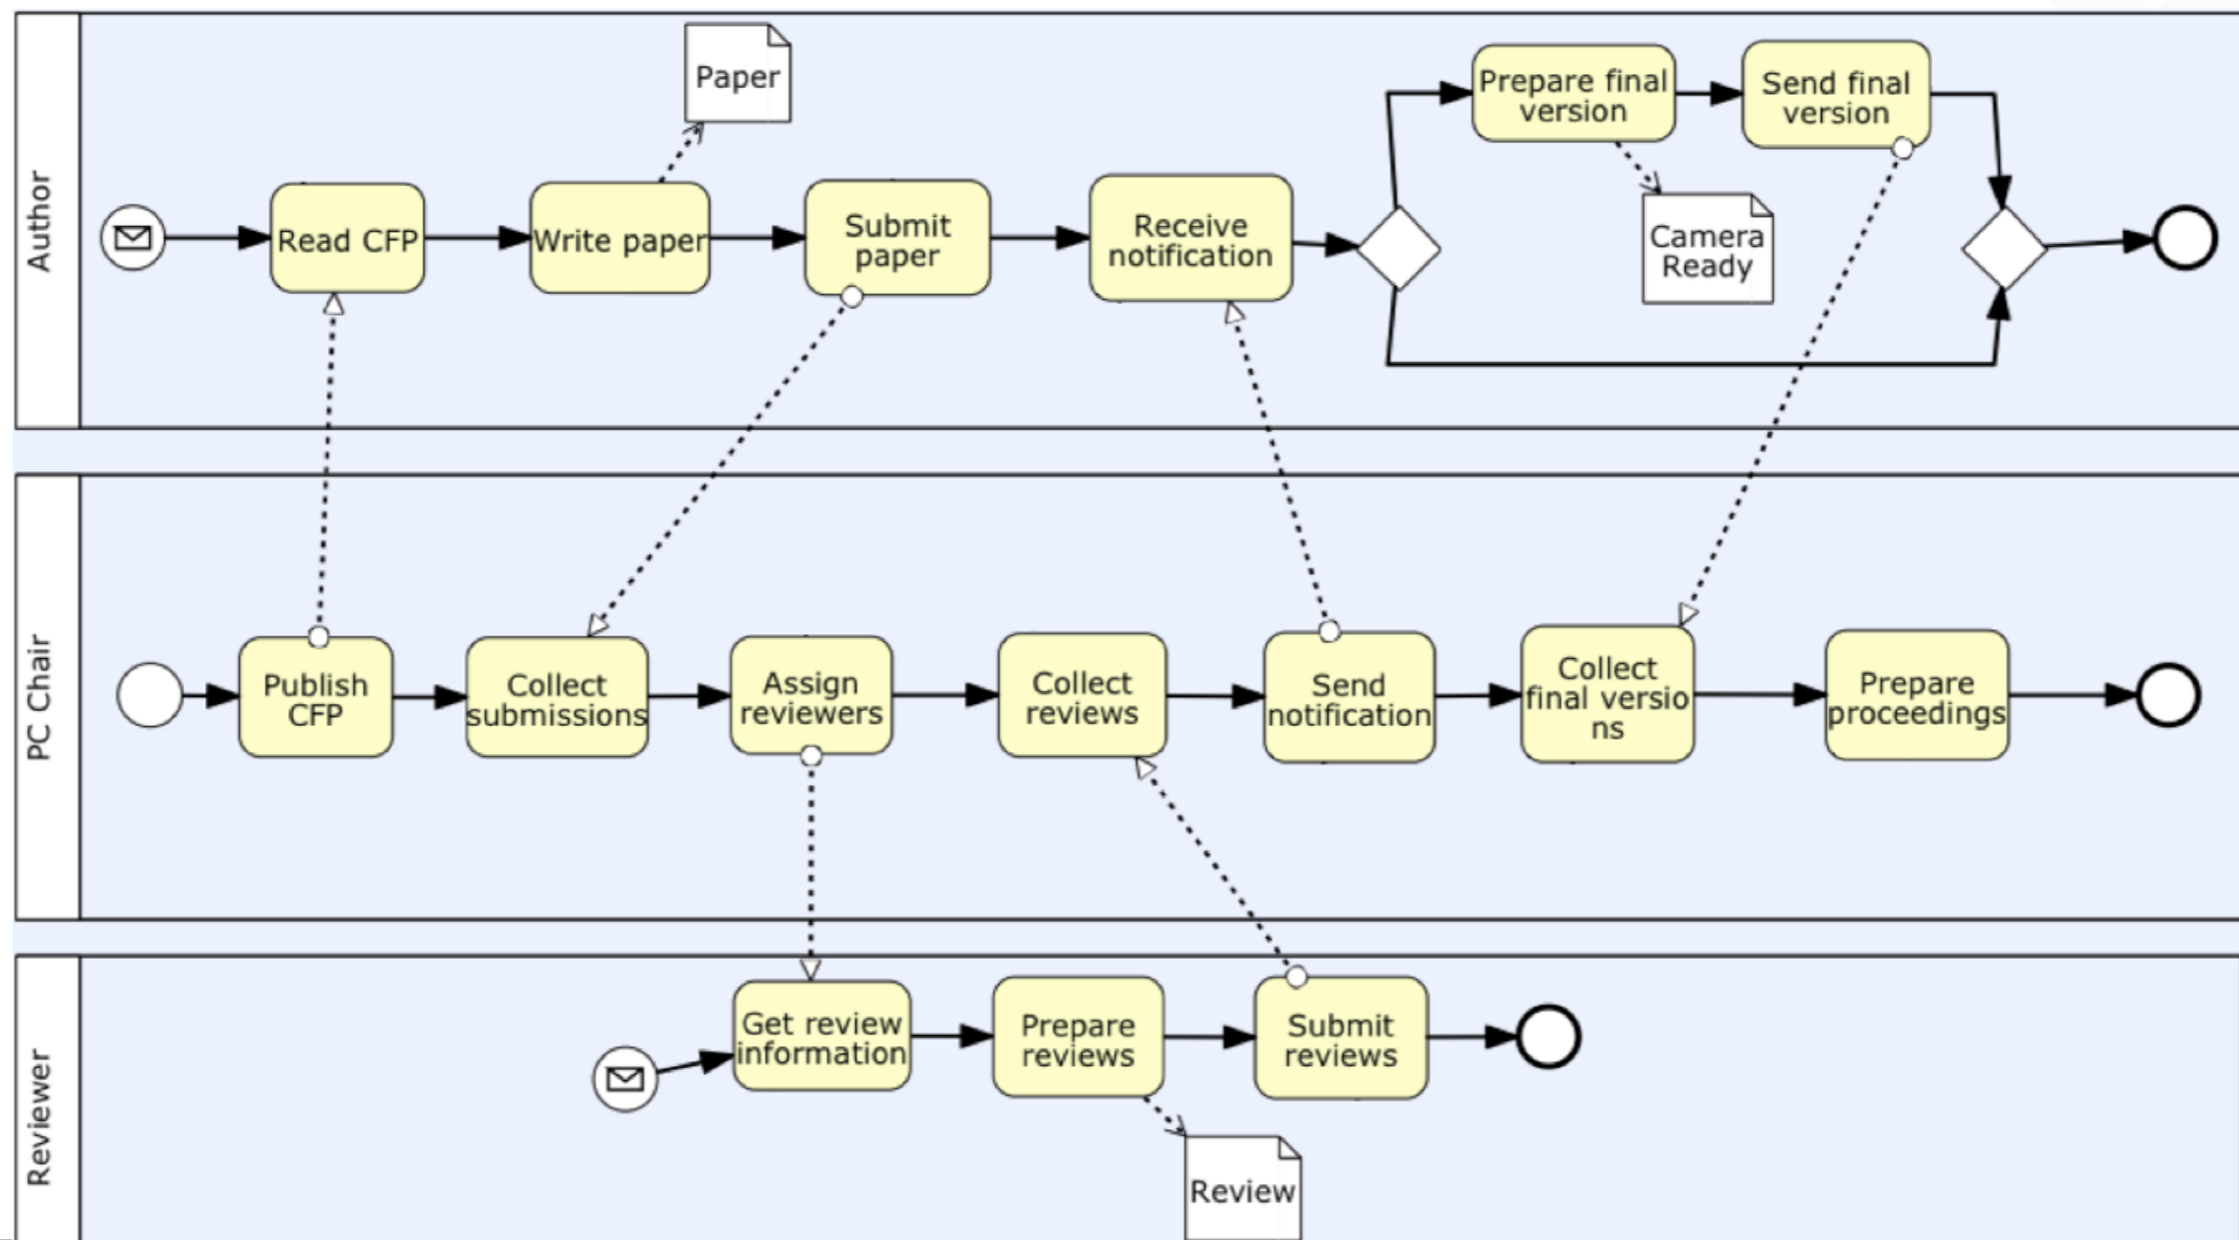 Author
Paper
Read CFP
Write paper
Submit
paper
Receive
notification
Prepare final
version
Send final
version
Camera
Ready
PC Chair
Publish
CFP
Collect
submissions
Assign
reviewers
Collect
reviews
Send
notification
Collect
final versio
ns
Prepare
proceedings
Reviewer
Get review
information
Prepare
reviews
Submit
reviews
Review